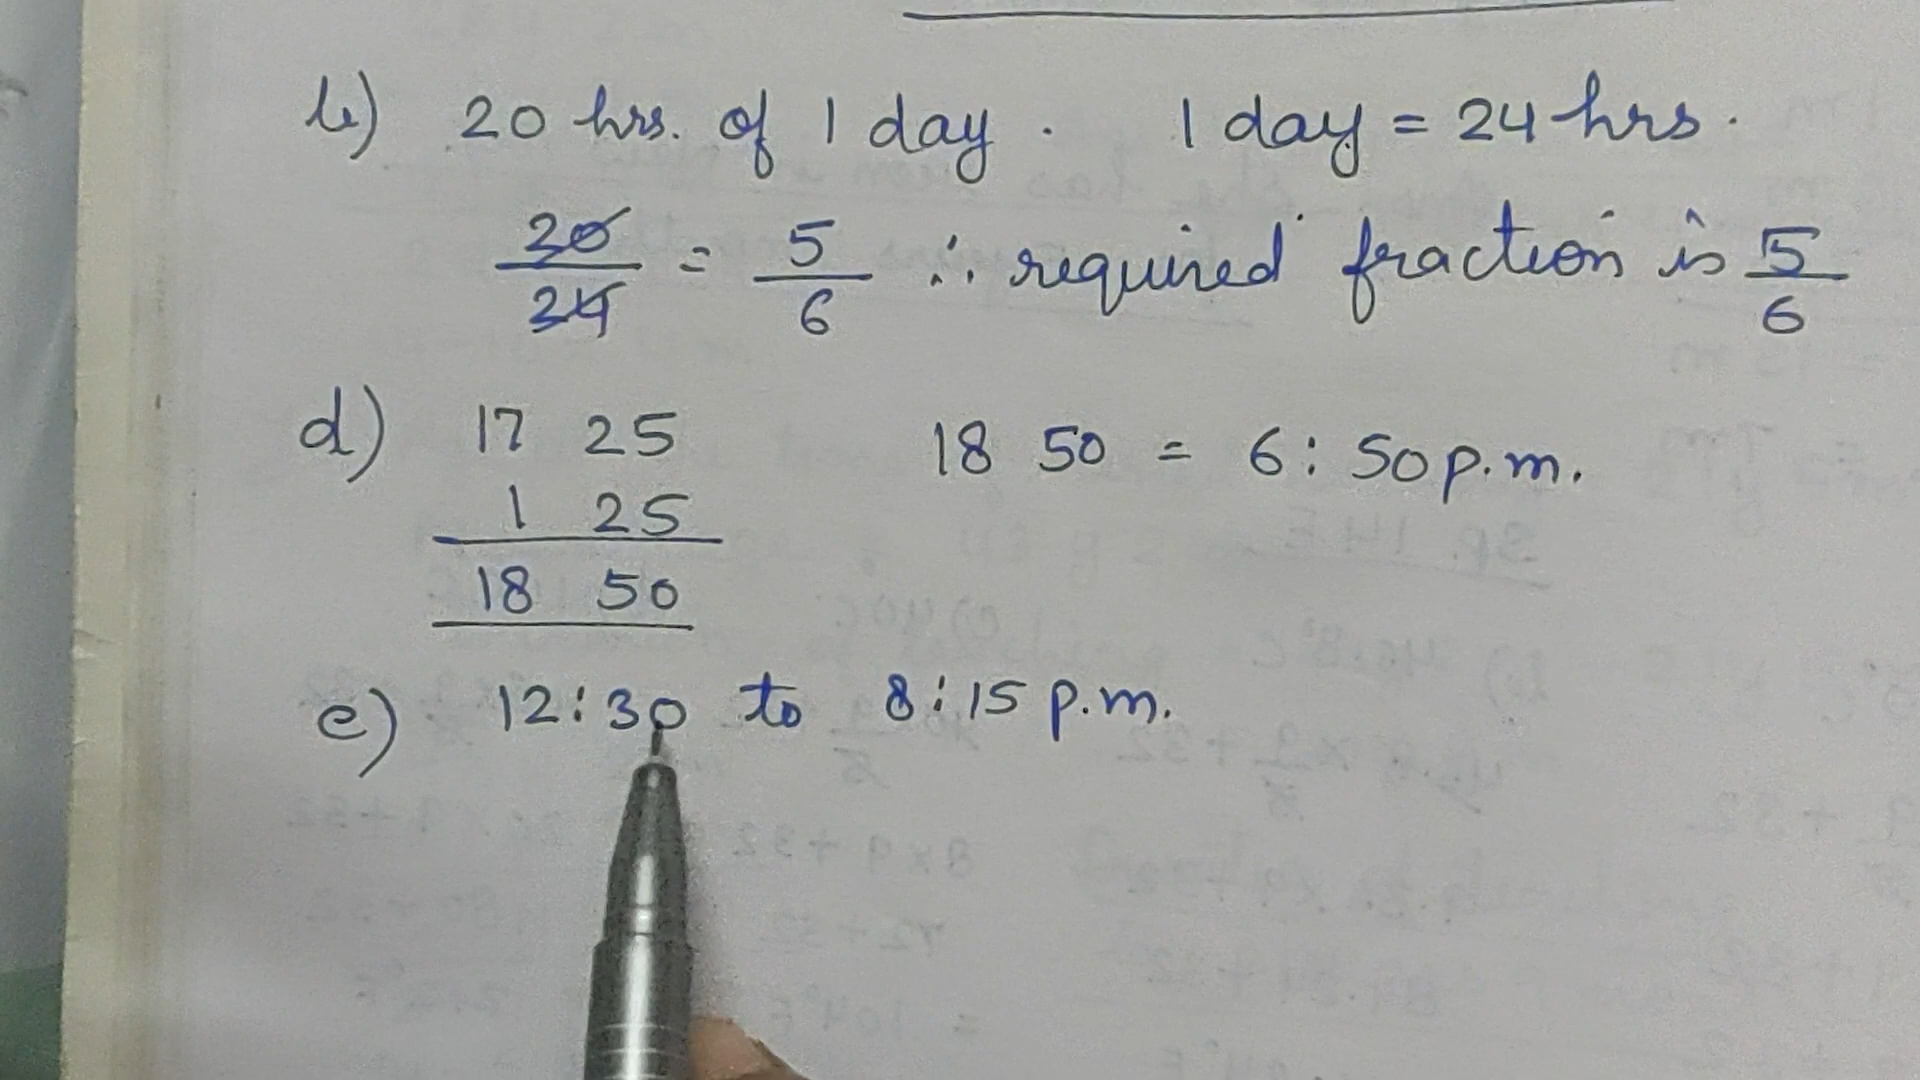 b) 20 hrs. of 1 day. 1 day = 24 hrs.
20/24 = 5/6 ∴ required fraction is 5/6
d) 17 25 18 50 = 6:50 p.m.
1 25
18 50
e) 12:30 to 8:15 p.m.